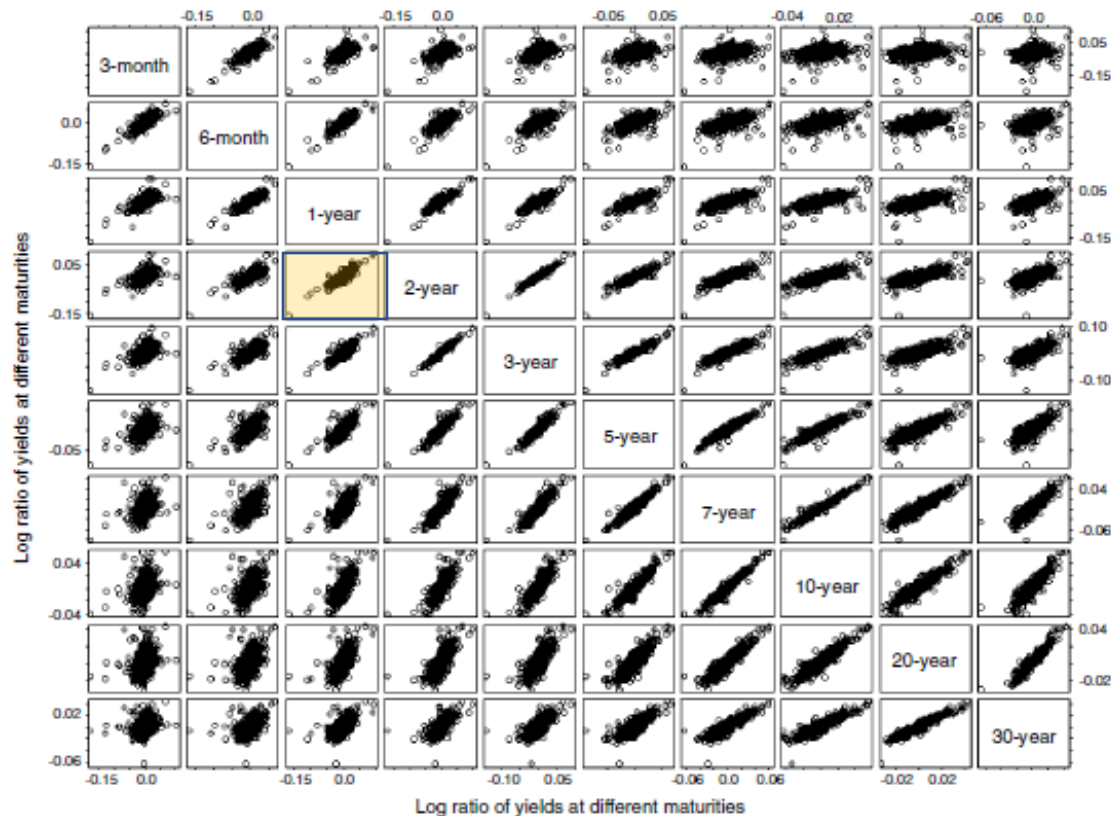 -0.15 0.0 -0.15 0.0 -0.05 0.05 -0.04 0.02 -0.06 0.0
3-month 0.05 -0.15
0.0 -0.15 6-month
1-year 0.05 -0.15
0.05 -0.15 2-year
3-year 0.10 -0.10
-0.05 5-year
7-year 0.04 -0.06
0.04 -0.04 10-year
20-year 0.04 -0.02
0.02 -0.06 30-year
-0.15 0.0 -0.15 0.0 -0.10 0.05 -0.06 0.0 0.06 -0.02 0.02
Log ratio of yields at different maturities
Log ratio of yields at different maturities